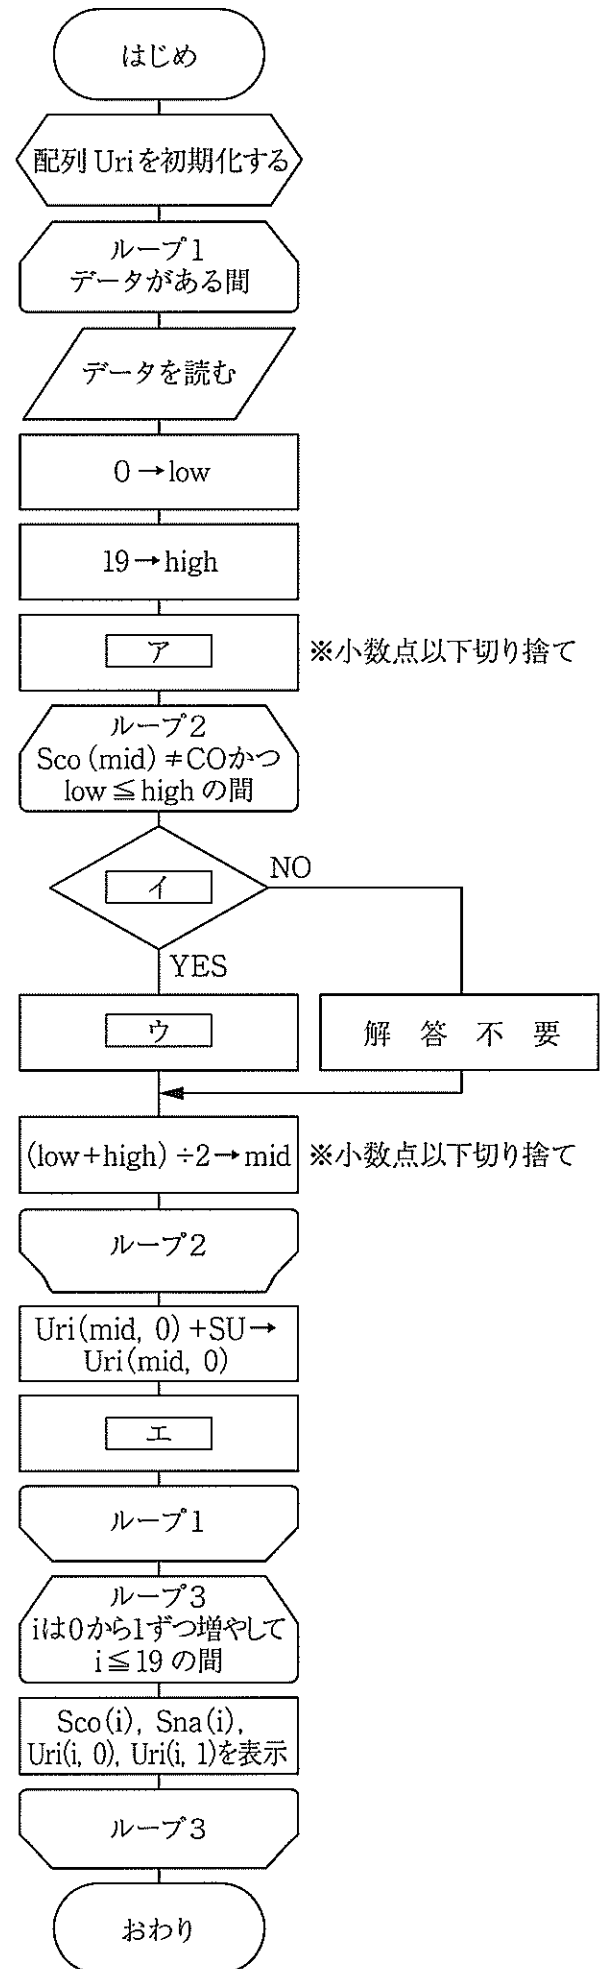 はじめ
配列 Uriを初期化する
ループ1
データがある間
データを読む
0→low
19→high
ア ※小数点以下切り捨て
ループ2
Sco(mid)≠COかつ
low≦high の間
イ NO
YES
ウ 解答不要
(low+high)÷2→mid ※小数点以下切り捨て
ループ2
Uri(mid, 0)+SU→
Uri(mid, 0)
エ
ループ1
ループ3
iは0から1ずつ増やして
i≦19 の間
Sco(i), Sna(i),
Uri(i, 0), Uri(i, 1)を表示
ループ3
おわり